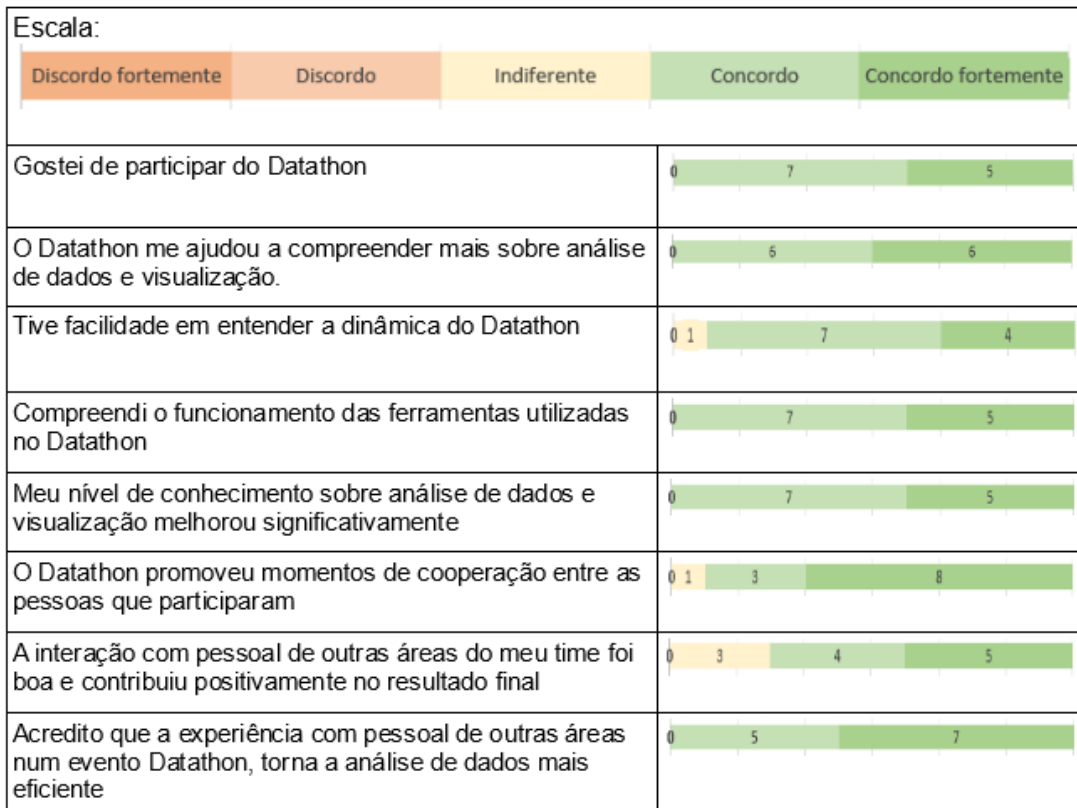 Escala:
Discordo fortemente Discordo Indiferente Concordo Concordo fortemente
Gostei de participar do Datathon
0 7 5
O Datathon me ajudou a compreender mais sobre análise
de dados e visualização.
0 6 6
Tive facilidade em entender a dinâmica do Datathon
0 1 7 4
Compreendi o funcionamento das ferramentas utilizadas
no Datathon
0 7 5
Meu nível de conhecimento sobre análise de dados e
visualização melhorou significativamente
0 7 5
O Datathon promoveu momentos de cooperação entre as
pessoas que participaram
0 1 3 8
A interação com pessoal de outras áreas do meu time foi
boa e contribuiu positivamente no resultado final
0 3 4 5
Acredito que a experiência com pessoal de outras áreas
num evento Datathon, torna a análise de dados mais
eficiente
0 5 7